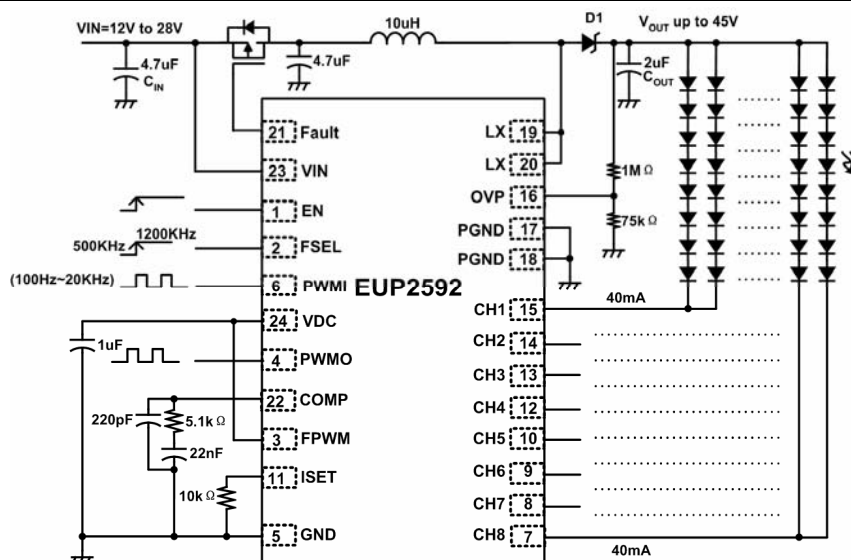 VIN=12V to 28V
10uH
D1
VOUT up to 45V
4.7uF
CIN
4.7uF
2uF
COUT
21 Fault
LX 19
23 VIN
LX 20
1MΩ
1 EN
OVP 16
1200KHz
500KHz
2 FSEL
PGND 17
75kΩ
(100Hz~20KHz)
6 PWMI
EUP2592
PGND 18
40mA
24 VDC
CH1 15
1uF
4 PWMO
CH2 14
CH3 13
22 COMP
CH4 12
220pF
5.1kΩ
3 FPWM
CH5 10
22nF
11 ISET
CH6 9
10kΩ
CH7 8
5 GND
CH8 7
40mA